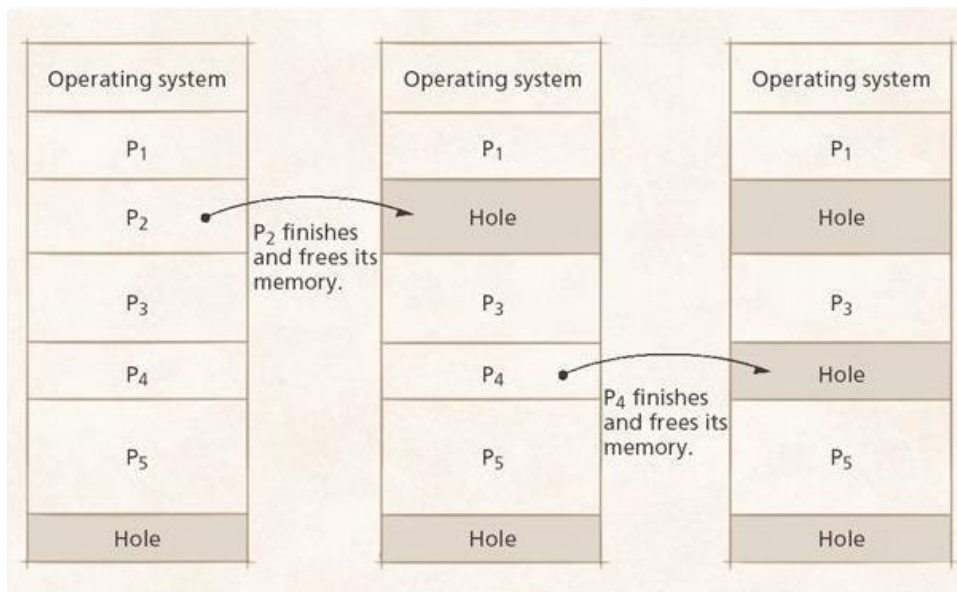 Operating system
P₁
P₂
P₃
P₄
P₅
Hole
P₂ finishes
and frees its
memory.
Operating system
P₁
Hole
P₃
P₄
P₅
Hole
P₄ finishes
and frees its
memory.
Operating system
P₁
Hole
P₃
Hole
P₅
Hole